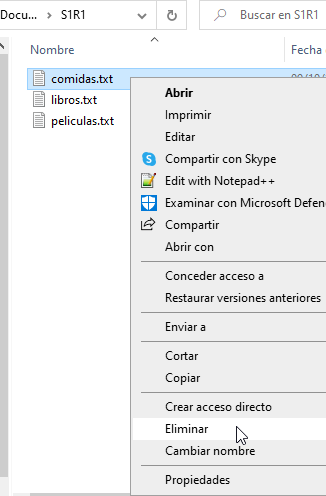 Docu... > S1R1
Buscar en S1R1
Nombre
Fecha
comidas.txt
libros.txt
peliculas.txt
Abrir
Imprimir
Editar
Compartir con Skype
Edit with Notepad++
Examinar con Microsoft Defen
Compartir
Abrir con
Conceder acceso a
Restaurar versiones anteriores
Enviar a
Cortar
Copiar
Crear acceso directo
Eliminar
Cambiar nombre
Propiedades